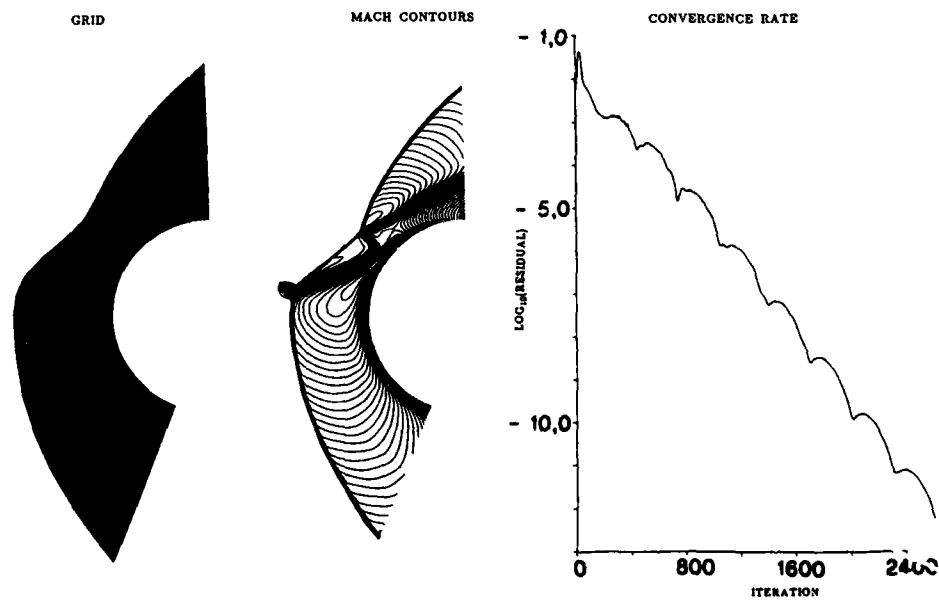 GRID
MACH CONTOURS
CONVERGENCE RATE
- 1,0
- 5,0
- 10,0
LOG₁₀(RESIDUAL)
0 800 1600
ITERATION